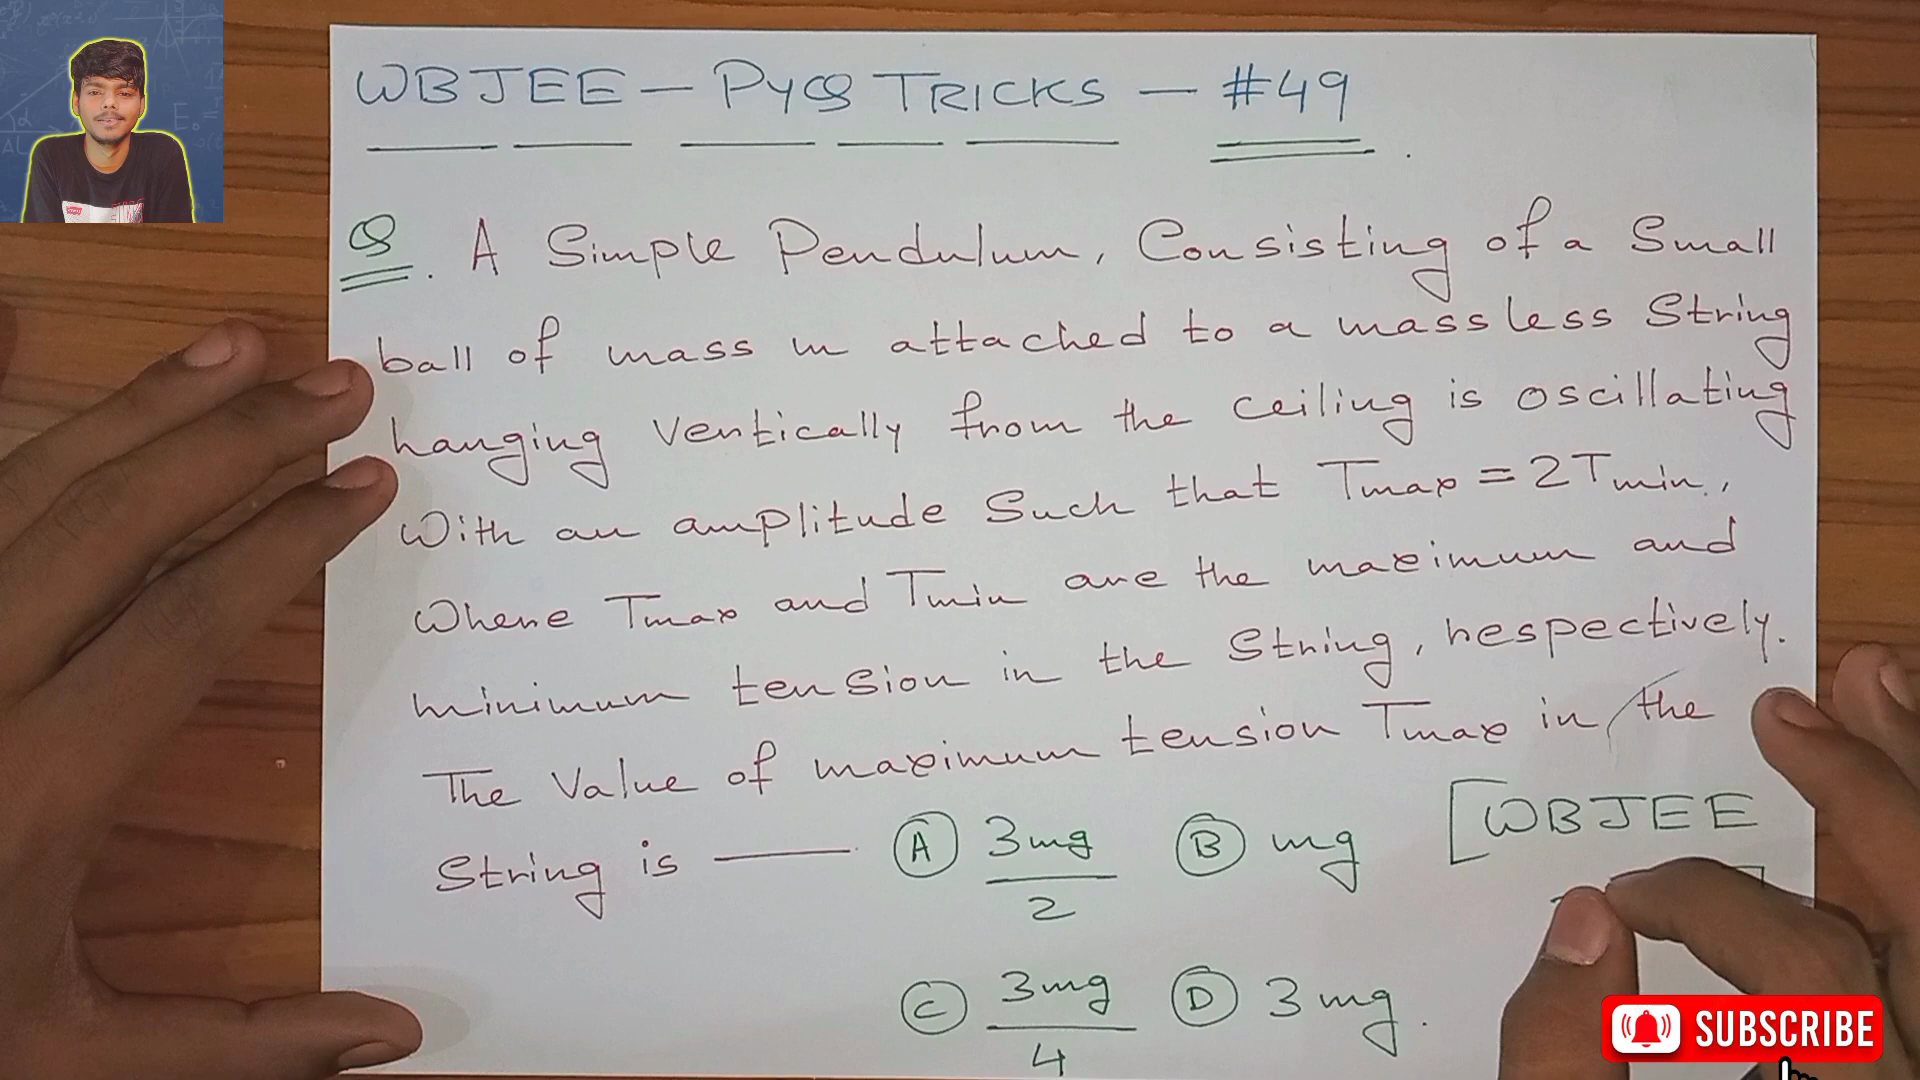 WBJEE — PYQ TRICKS — #49
Q. A Simple Pendulum, Consisting of a Small
ball of mass m attached to a massless String
hanging vertically from the ceiling is oscillating
With an amplitude Such that Tmax = 2Tmin.,
Where Tmax and Tmin are the maximum and
minimum tension in the String, respectively.
The Value of maximum tension Tmax in the
String is — (A) 3mg/2 (B) mg [WBJEE
(C) 3mg/4 (D) 3mg.
SUBSCRIBE